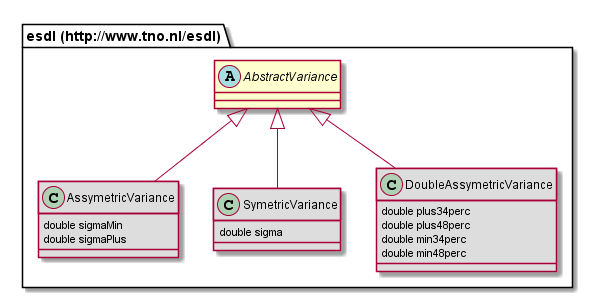 esdl (http://www.tno.nl/esdl)
A AbstractVariance
C AssymetricVariance
double sigmaMin
double sigmaPlus
C SymetricVariance
double sigma
C DoubleAssymetricVariance
double plus34perc
double plus48perc
double min34perc
double min48perc